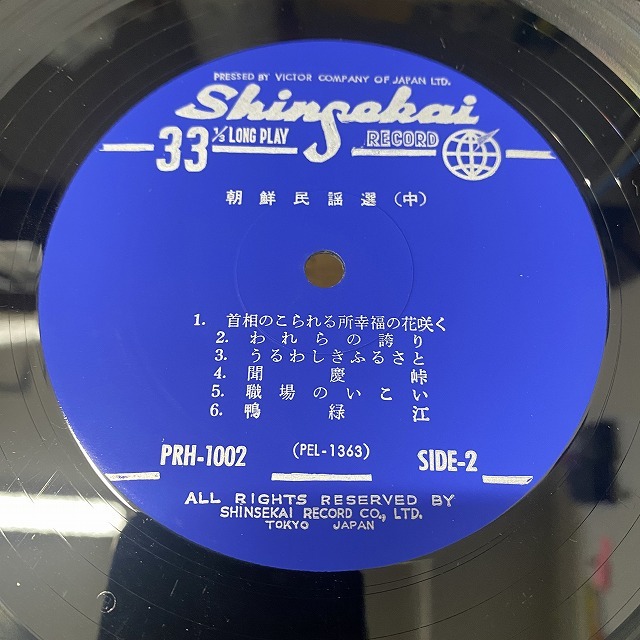 PRESSED BY VICTOR COMPANY OF JAPAN LTD.
Shinsekai
33 1/3 LONG PLAY RECORD
朝鮮民謡選(中)
1. 首相のこられる所幸福の花咲く
2. われらの誇り
3. うるわしきふるさと
4. 聞慶峠
5. 職場のいこい
6. 鴨緑江
PRH-1002 (PEL-1363) SIDE-2
ALL RIGHTS RESERVED BY
SHINSEKAI RECORD CO., LTD.
TOKYO JAPAN